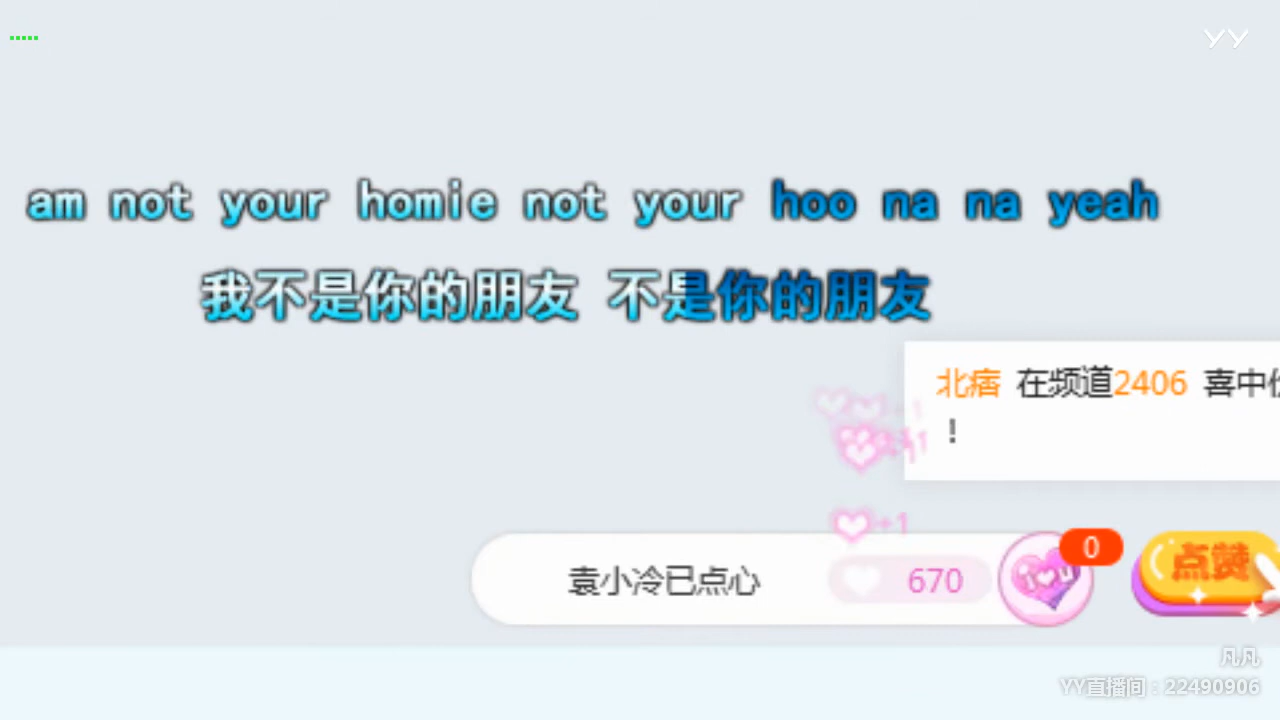 YY
am not your homie not your hoo na na yeah
我不是你的朋友 不是你的朋友
北痞 在频道2406 喜中
!
+1
+1
袁小冷已点心
670
i u
0
点赞
凡凡
YY直播间：22490906